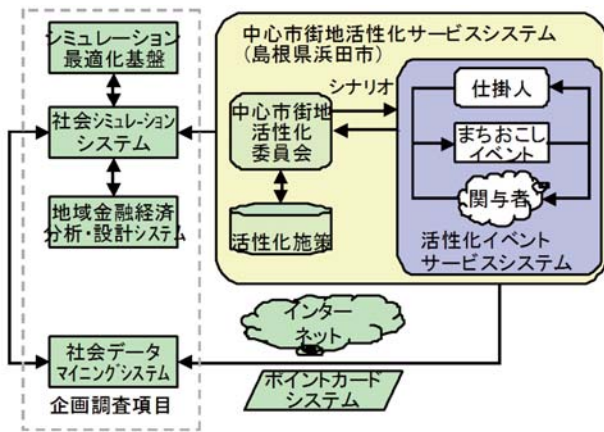 シミュレーション
最適化基盤
社会シミュレーション
システム
地域金融経済
分析・設計システム
社会データ
マイニングシステム
企画調査項目
中心市街地活性化サービスシステム
(島根県浜田市)
シナリオ
中心市街地
活性化
委員会
活性化施策
仕掛人
まちおこし
イベント
関与者
活性化イベント
サービスシステム
インター
ネット
ポイントカード
システム